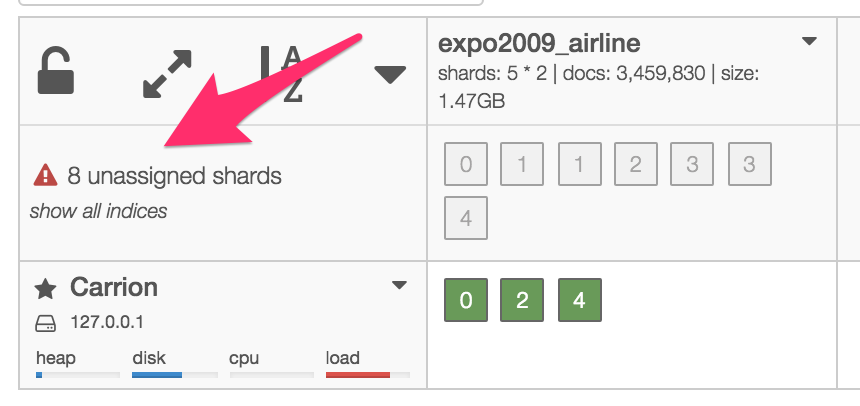 A
Z
expo2009_airline
shards: 5 * 2 | docs: 3,459,830 | size:
1.47GB
8 unassigned shards
show all indices
0 1 1 2 3 3
4
Carrion
127.0.0.1
heap disk cpu load
0 2 4